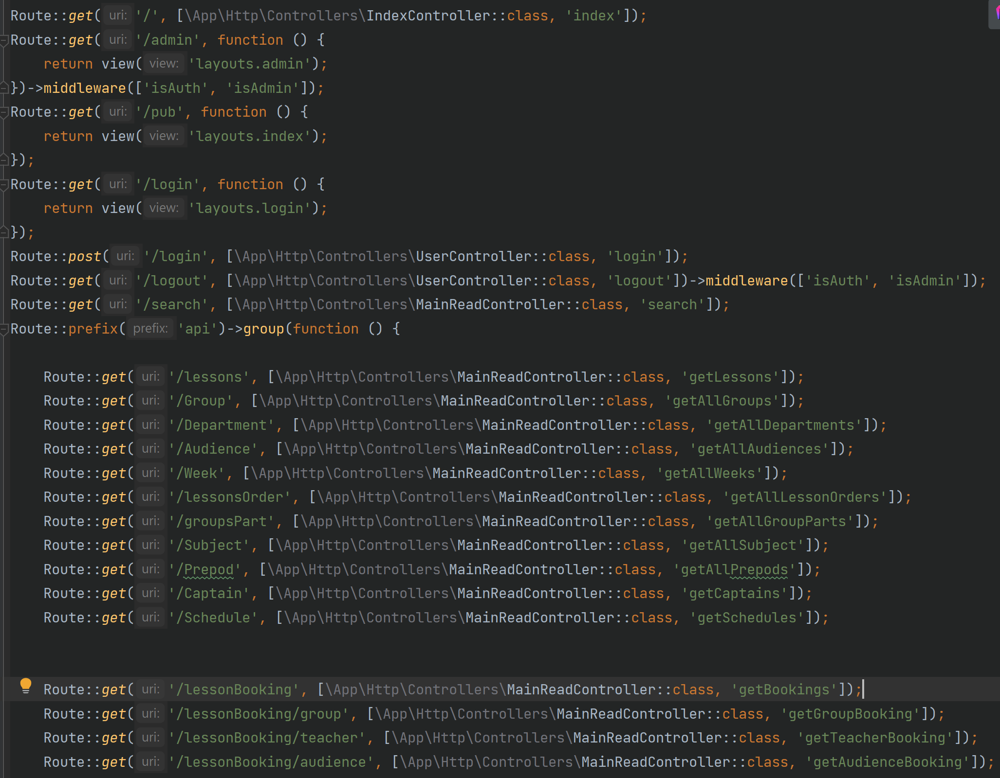 Route::get( uri: '/', [\App\Http\Controllers\IndexController::class, 'index']);
Route::get( uri: '/admin', function () {
    return view( view: 'layouts.admin');
})->middleware(['isAuth', 'isAdmin']);
Route::get( uri: '/pub', function () {
    return view( view: 'layouts.index');
});
Route::get( uri: '/login', function () {
    return view( view: 'layouts.login');
});
Route::post( uri: '/login', [\App\Http\Controllers\UserController::class, 'login']);
Route::get( uri: '/logout', [\App\Http\Controllers\UserController::class, 'logout'])->middleware(['isAuth', 'isAdmin']);
Route::get( uri: '/search', [\App\Http\Controllers\MainReadController::class, 'search']);
Route::prefix( prefix: 'api')->group(function () {
    Route::get( uri: '/lessons', [\App\Http\Controllers\MainReadController::class, 'getLessons']);
    Route::get( uri: '/Group', [\App\Http\Controllers\MainReadController::class, 'getAllGroups']);
    Route::get( uri: '/Department', [\App\Http\Controllers\MainReadController::class, 'getAllDepartments']);
    Route::get( uri: '/Audience', [\App\Http\Controllers\MainReadController::class, 'getAllAudiences']);
    Route::get( uri: '/Week', [\App\Http\Controllers\MainReadController::class, 'getAllWeeks']);
    Route::get( uri: '/lessonsOrder', [\App\Http\Controllers\MainReadController::class, 'getAllLessonOrders']);
    Route::get( uri: '/groupsPart', [\App\Http\Controllers\MainReadController::class, 'getAllGroupParts']);
    Route::get( uri: '/Subject', [\App\Http\Controllers\MainReadController::class, 'getAllSubject']);
    Route::get( uri: '/Prepod', [\App\Http\Controllers\MainReadController::class, 'getAllPrepods']);
    Route::get( uri: '/Captain', [\App\Http\Controllers\MainReadController::class, 'getCaptains']);
    Route::get( uri: '/Schedule', [\App\Http\Controllers\MainReadController::class, 'getSchedules']);
    Route::get( uri: '/lessonBooking', [\App\Http\Controllers\MainReadController::class, 'getBookings']);
    Route::get( uri: '/lessonBooking/group', [\App\Http\Controllers\MainReadController::class, 'getGroupBooking']);
    Route::get( uri: '/lessonBooking/teacher', [\App\Http\Controllers\MainReadController::class, 'getTeacherBooking']);
    Route::get( uri: '/lessonBooking/audience', [\App\Http\Controllers\MainReadController::class, 'getAudienceBooking']);